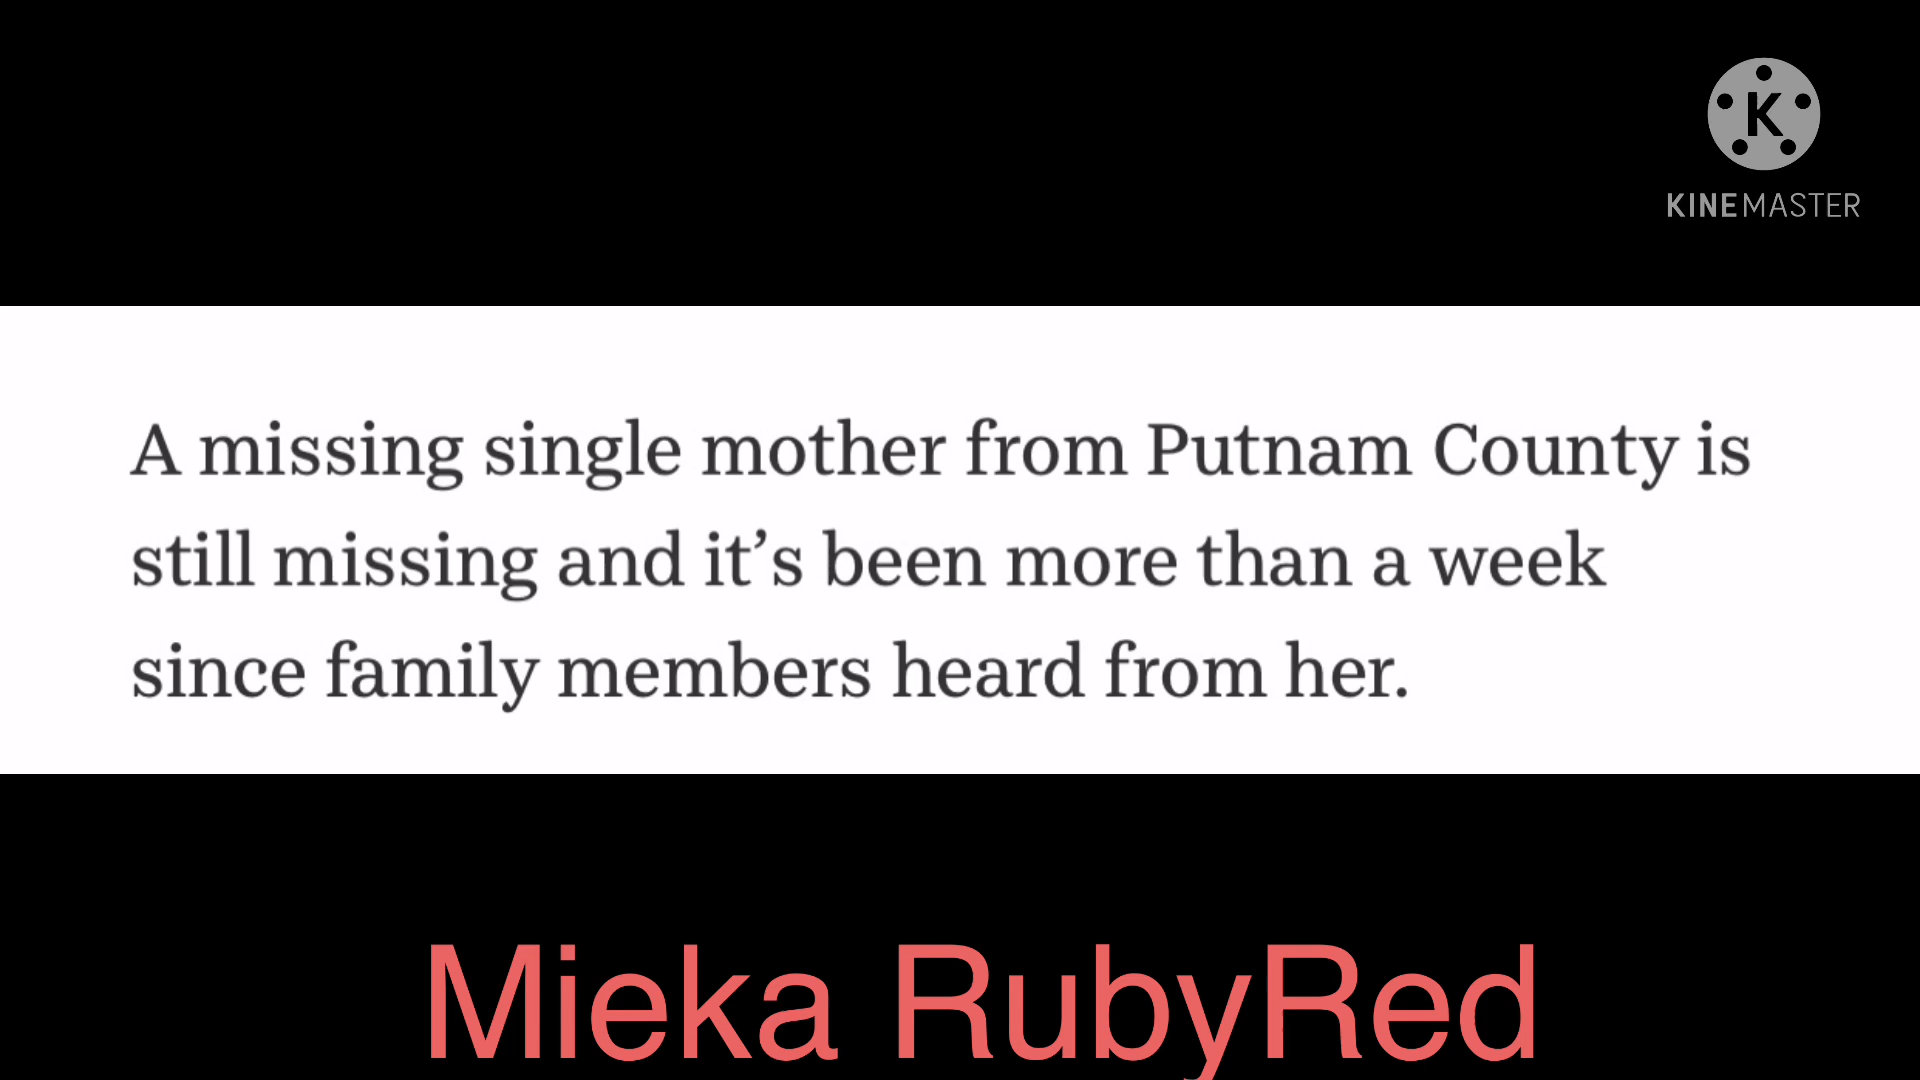 K
KINEMASTER
A missing single mother from Putnam County is
still missing and it’s been more than a week
since family members heard from her.
Mieka RubyRed